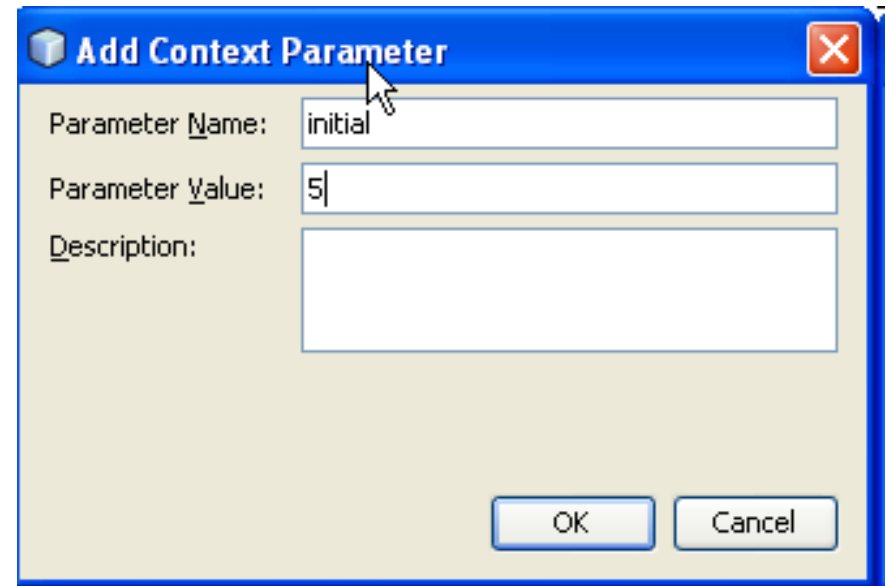 Add Context Parameter
Parameter Name: initial
Parameter Value: 5
Description:
OK Cancel